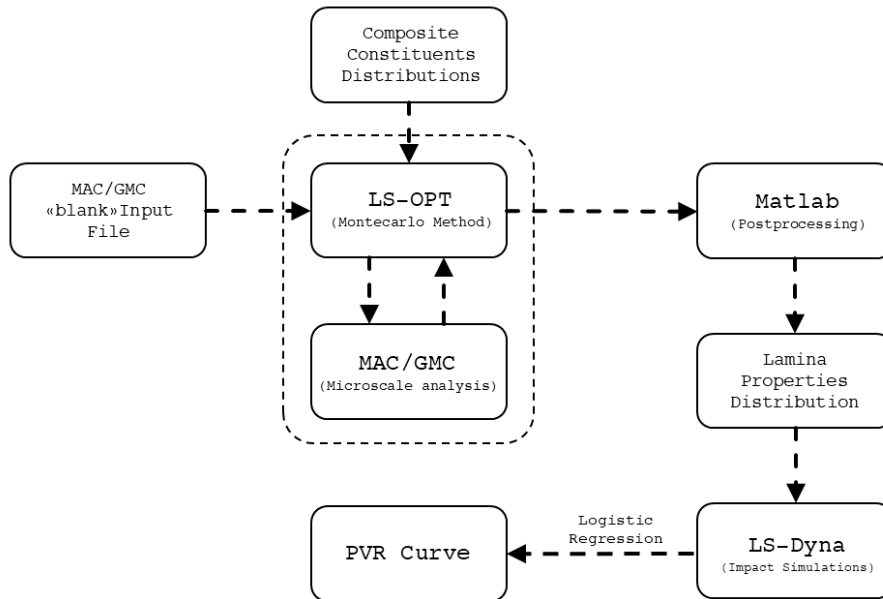 Composite
Constituents
Distributions
MAC/GMC
«blank»Input
File
LS-OPT
(Montecarlo Method)
Matlab
(Postprocessing)
MAC/GMC
(Microscale analysis)
Lamina
Properties
Distribution
PVR Curve
Logistic
Regression
LS-Dyna
(Impact Simulations)